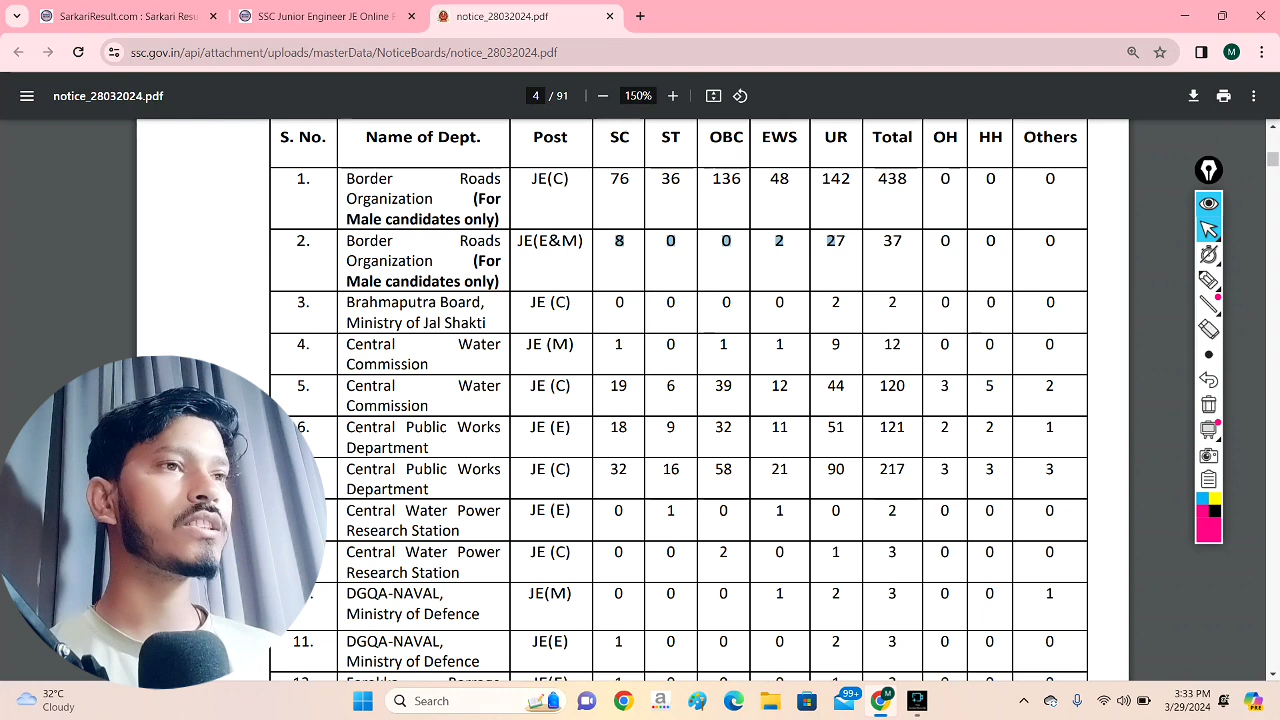 SarkariResult.com : Sarkari Resu
SSC Junior Engineer JE Online F
notice_28032024.pdf
ssc.gov.in/api/attachment/uploads/masterData/NoticeBoards/notice_28032024.pdf
M
notice_28032024.pdf
4 / 91
150%
S. No. Name of Dept. Post SC ST OBC EWS UR Total OH HH Others
1. Border Roads JE(C) 76 36 136 48 142 438 0 0 0
Organization (For
Male candidates only)
2. Border Roads JE(E&M) 8 0 0 2 27 37 0 0 0
Organization (For
Male candidates only)
3. Brahmaputra Board, JE (C) 0 0 0 0 2 2 0 0 0
Ministry of Jal Shakti
4. Central Water JE (M) 1 0 1 1 9 12 0 0 0
Commission
5. Central Water JE (C) 19 6 39 12 44 120 3 5 2
Commission
6. Central Public Works JE (E) 18 9 32 11 51 121 2 2 1
Department
Central Public Works JE (C) 32 16 58 21 90 217 3 3 3
Department
Central Water Power JE (E) 0 1 0 1 0 2 0 0 0
Research Station
Central Water Power JE (C) 0 0 2 0 1 3 0 0 0
Research Station
DGQA-NAVAL, JE(M) 0 0 0 1 2 3 0 0 1
Ministry of Defence
11. DGQA-NAVAL, JE(E) 1 0 0 0 2 3 0 0 0
Ministry of Defence
32°C
Cloudy
Search
99+
M
3:33 PM
3/29/2024